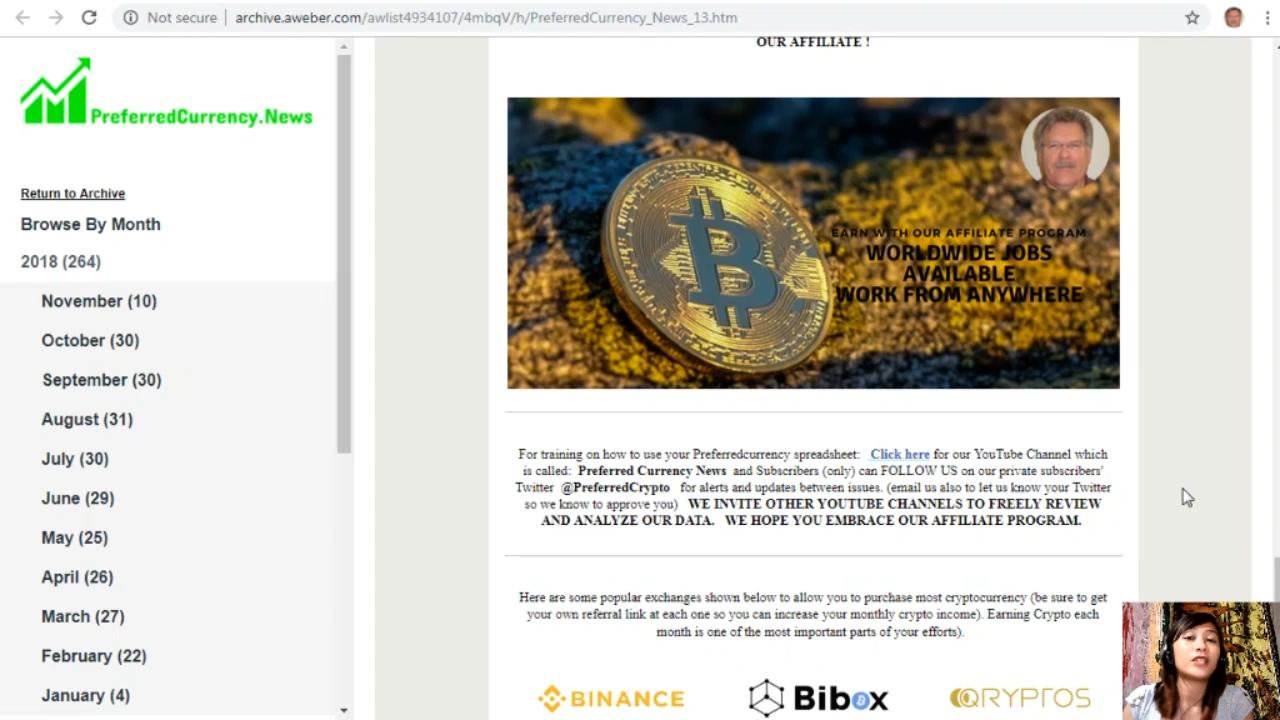 Not secure
archive.aweber.com/awlist4934107/4mbqV/h/PreferredCurrency_News_13.htm
PreferredCurrency.News
Return to Archive
Browse By Month
2018 (264)
November (10)
October (30)
September (30)
August (31)
July (30)
June (29)
May (25)
April (26)
March (27)
February (22)
January (4)
OUR AFFILIATE !
EARN WITH OUR AFFILIATE PROGRAM
WORLDWIDE JOBS
AVAILABLE
WORK FROM ANYWHERE
For training on how to use your Preferredcurrency spreadsheet: Click here for our YouTube Channel which
is called: Preferred Currency News and Subscribers (only) can FOLLOW US on our private subscribers'
Twitter @PreferredCrypto for alerts and updates between issues. (email us also to let us know your Twitter
so we know to approve you) WE INVITE OTHER YOUTUBE CHANNELS TO FREELY REVIEW
AND ANALYZE OUR DATA. WE HOPE YOU EMBRACE OUR AFFILIATE PROGRAM.
Here are some popular exchanges shown below to allow you to purchase most cryptocurrency (be sure to get
your own referral link at each one so you can increase your monthly crypto income). Earning Crypto each
month is one of the most important parts of your efforts).
BINANCE
Bibox
QRYPTOS